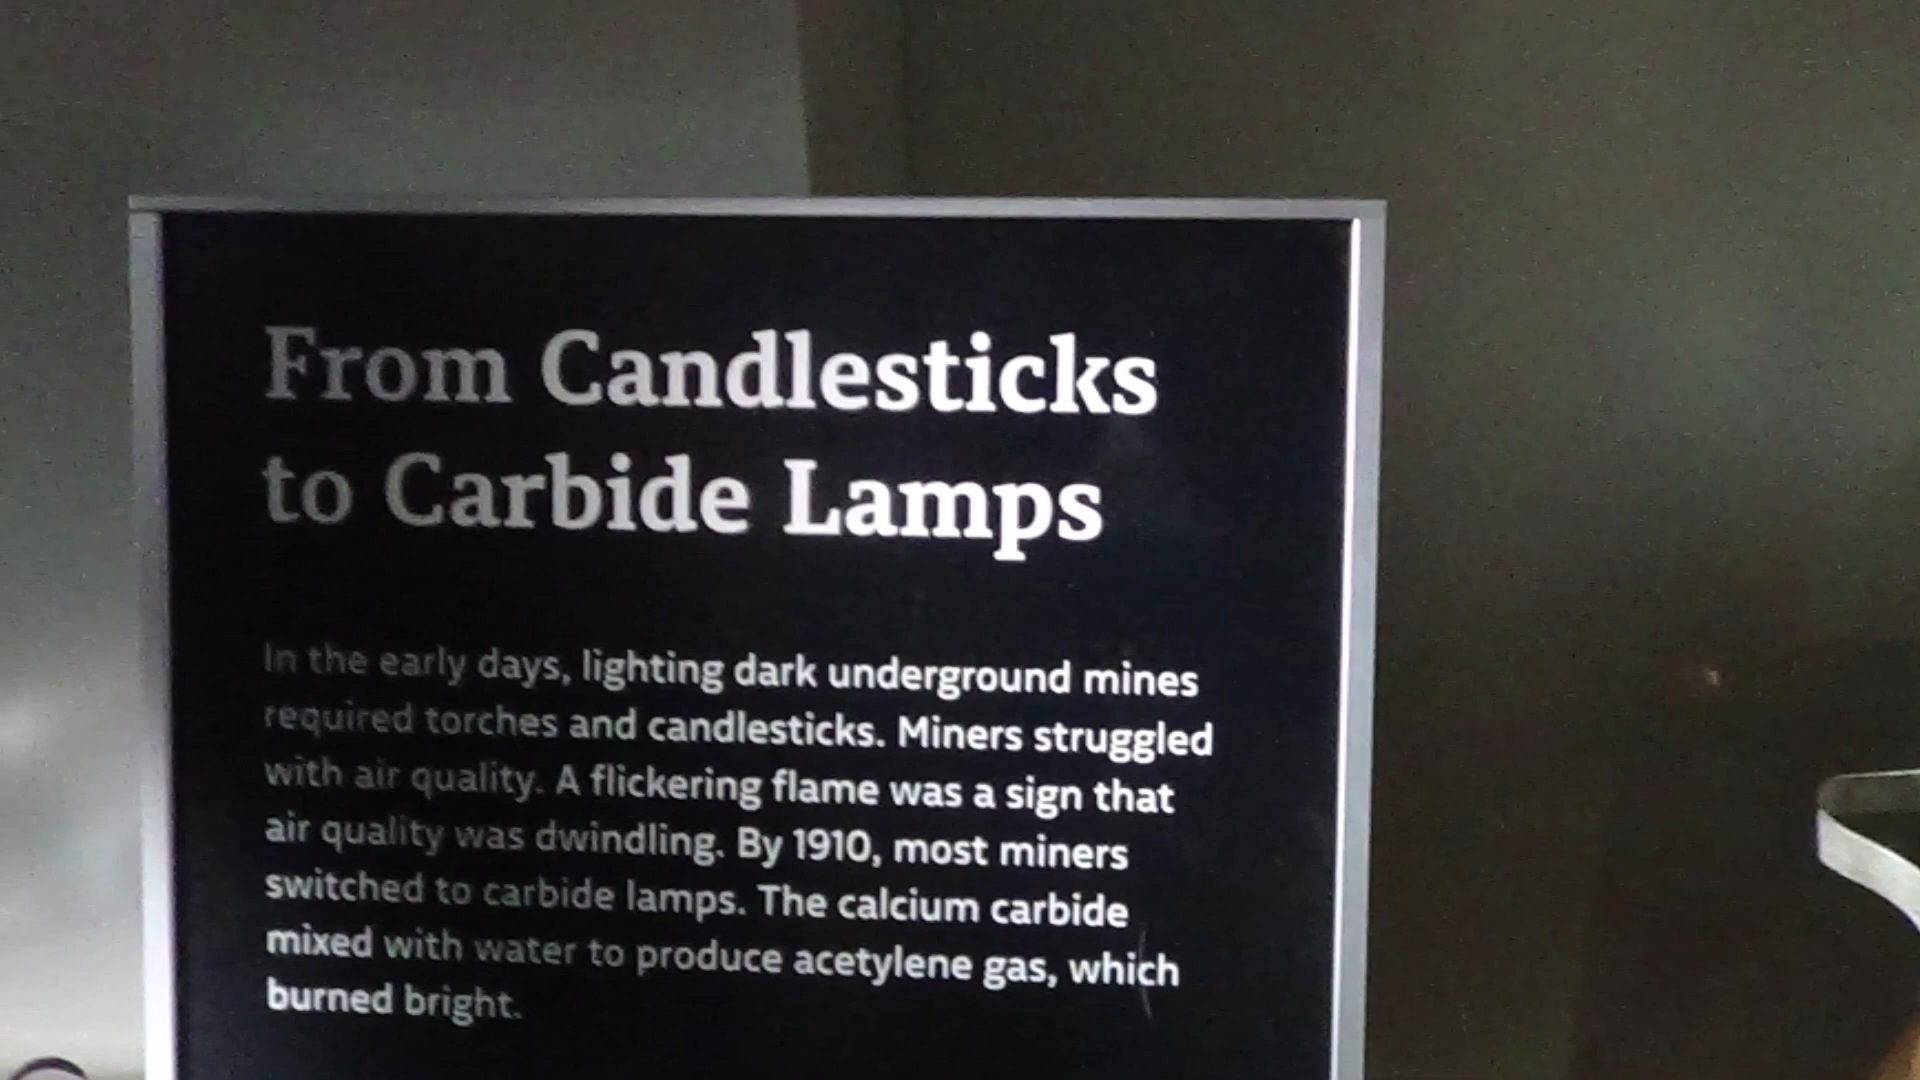 From Candlesticks
to Carbide Lamps
In the early days, lighting dark underground mines
required torches and candlesticks. Miners struggled
with air quality. A flickering flame was a sign that
air quality was dwindling. By 1910, most miners
switched to carbide lamps. The calcium carbide
mixed with water to produce acetylene gas, which
burned bright.